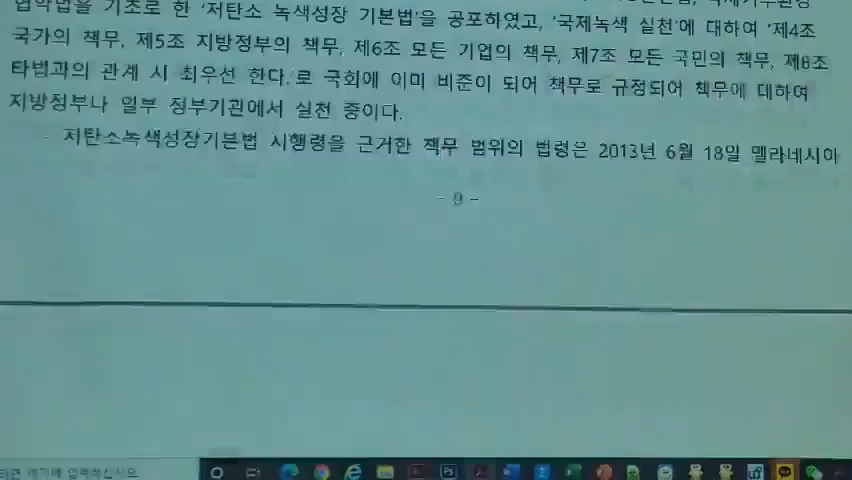 협약법을 기초로 한 '저탄소 녹색성장 기본법'을 공포하였고, '국제녹색 실천'에 대하여 '제4조
국가의 책무, 제5조 지방정부의 책무, 제6조 모든 기업의 책무, 제7조 모든 국민의 책무, 제8조
타법과의 관계 시 최우선 한다.'로 국회에 이미 비준이 되어 책무로 규정되어 책무에 대하여
지방정부나 일부 정부기관에서 실천 중이다.
저탄소녹색성장기본법 시행령을 근거한 책무 범위의 법령은 2013년 6월 18일 멜라네시아
- 9 -